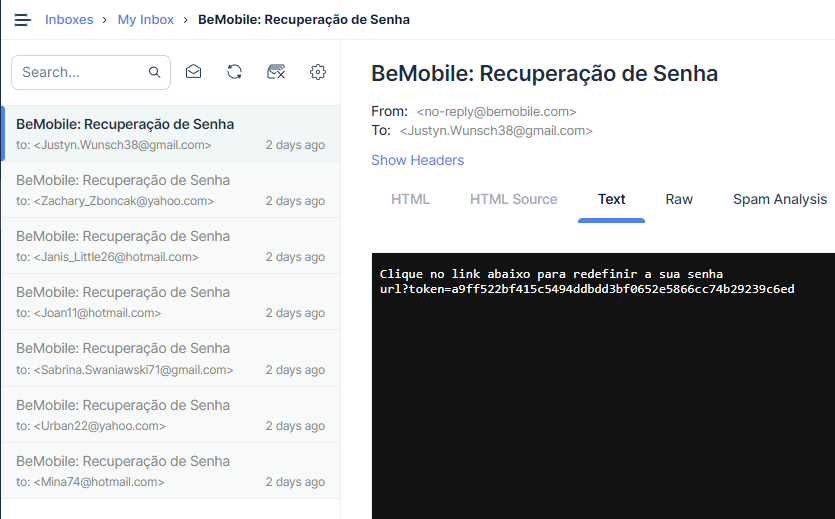 Inboxes › My Inbox › BeMobile: Recuperação de Senha
Search...
BeMobile: Recuperação de Senha
to: <Justyn.Wunsch38@gmail.com> 2 days ago
BeMobile: Recuperação de Senha
to: <Zachary_Zboncak@yahoo.com> 2 days ago
BeMobile: Recuperação de Senha
to: <Janis_Little26@hotmail.com> 2 days ago
BeMobile: Recuperação de Senha
to: <Joan11@hotmail.com> 2 days ago
BeMobile: Recuperação de Senha
to: <Sabrina.Swaniawski71@gmail.com> 2 days ago
BeMobile: Recuperação de Senha
to: <Urban22@yahoo.com> 2 days ago
BeMobile: Recuperação de Senha
to: <Mina74@hotmail.com> 2 days ago
BeMobile: Recuperação de Senha
From: <no-reply@bemobile.com>
To: <Justyn.Wunsch38@gmail.com>
Show Headers
HTML HTML Source Text Raw Spam Analysis
Clique no link abaixo para redefinir a sua senha
url?token=a9ff522bf415c5494ddbdd3bf0652e5866cc74b29239c6ed